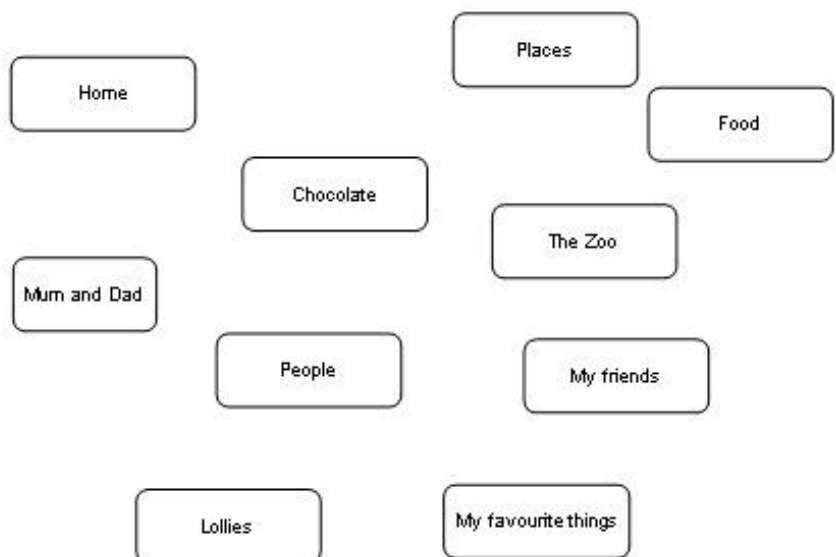 Places
Home
Food
Chocolate
The Zoo
Mum and Dad
People
My friends
Lollies
My favourite things